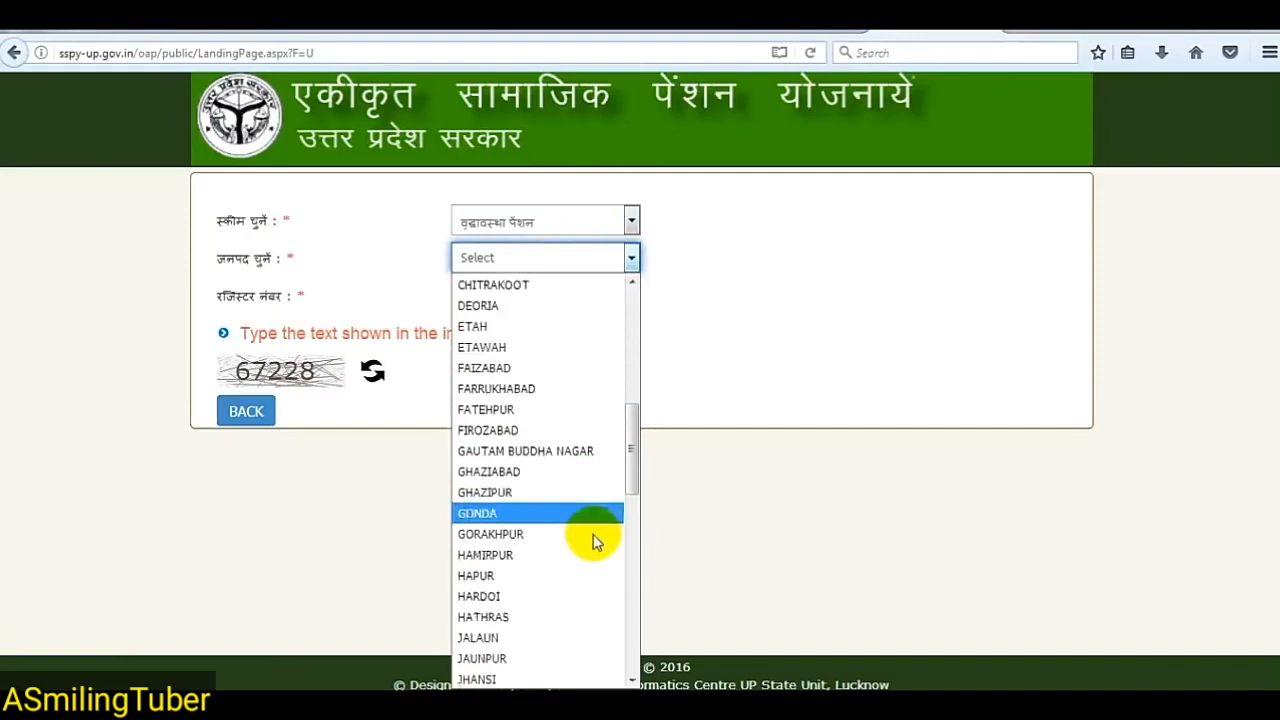 sspy-up.gov.in/oap/public/LandingPage.aspx?F=U
Search
एकीकृत सामाजिक पेंशन योजनायें
उत्तर प्रदेश सरकार
स्कीम चुनें : *
वृद्धावस्था पेंशन
जनपद चुनें : *
Select
रजिस्टर नंबर : *
Type the text shown in the
67228
BACK
CHITRAKOOT
DEORIA
ETAH
ETAWAH
FAIZABAD
FARRUKHABAD
FATEHPUR
FIROZABAD
GAUTAM BUDDHA NAGAR
GHAZIABAD
GHAZIPUR
GONDA
GORAKHPUR
HAMIRPUR
HAPUR
HARDOI
HATHRAS
JALAUN
JAUNPUR
JHANSI
© 2016
© Design
ormatics Centre UP State Unit, Lucknow
ASmilingTuber